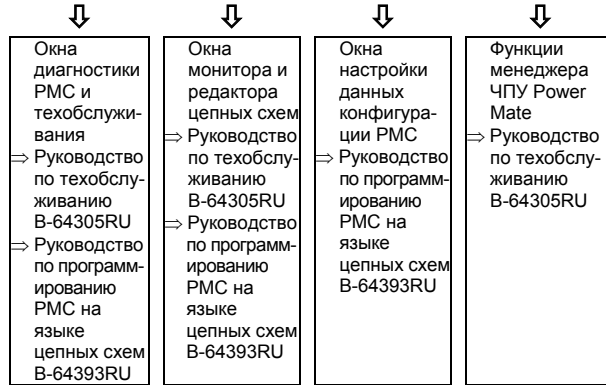 Окна
диагностики
PMC и
техобслужи-
вания
⇒ Руководство
по техобслу-
живанию
B-64305RU
⇒ Руководство
по программ-
ированию
PMC на
языке
цепных схем
B-64393RU
Окна
монитора и
редактора
цепных схем
⇒ Руководство
по техобслу-
живанию
B-64305RU
⇒ Руководство
по программ-
ированию
PMC на
языке
цепных схем
B-64393RU
Окна
настройки
данных
конфигура-
ции PMC
⇒ Руководство
по программ-
ированию
PMC на
языке
цепных схем
B-64393RU
Функции
менеджера
ЧПУ Power
Mate
⇒ Руководство
по техобслу-
живанию
B-64305RU